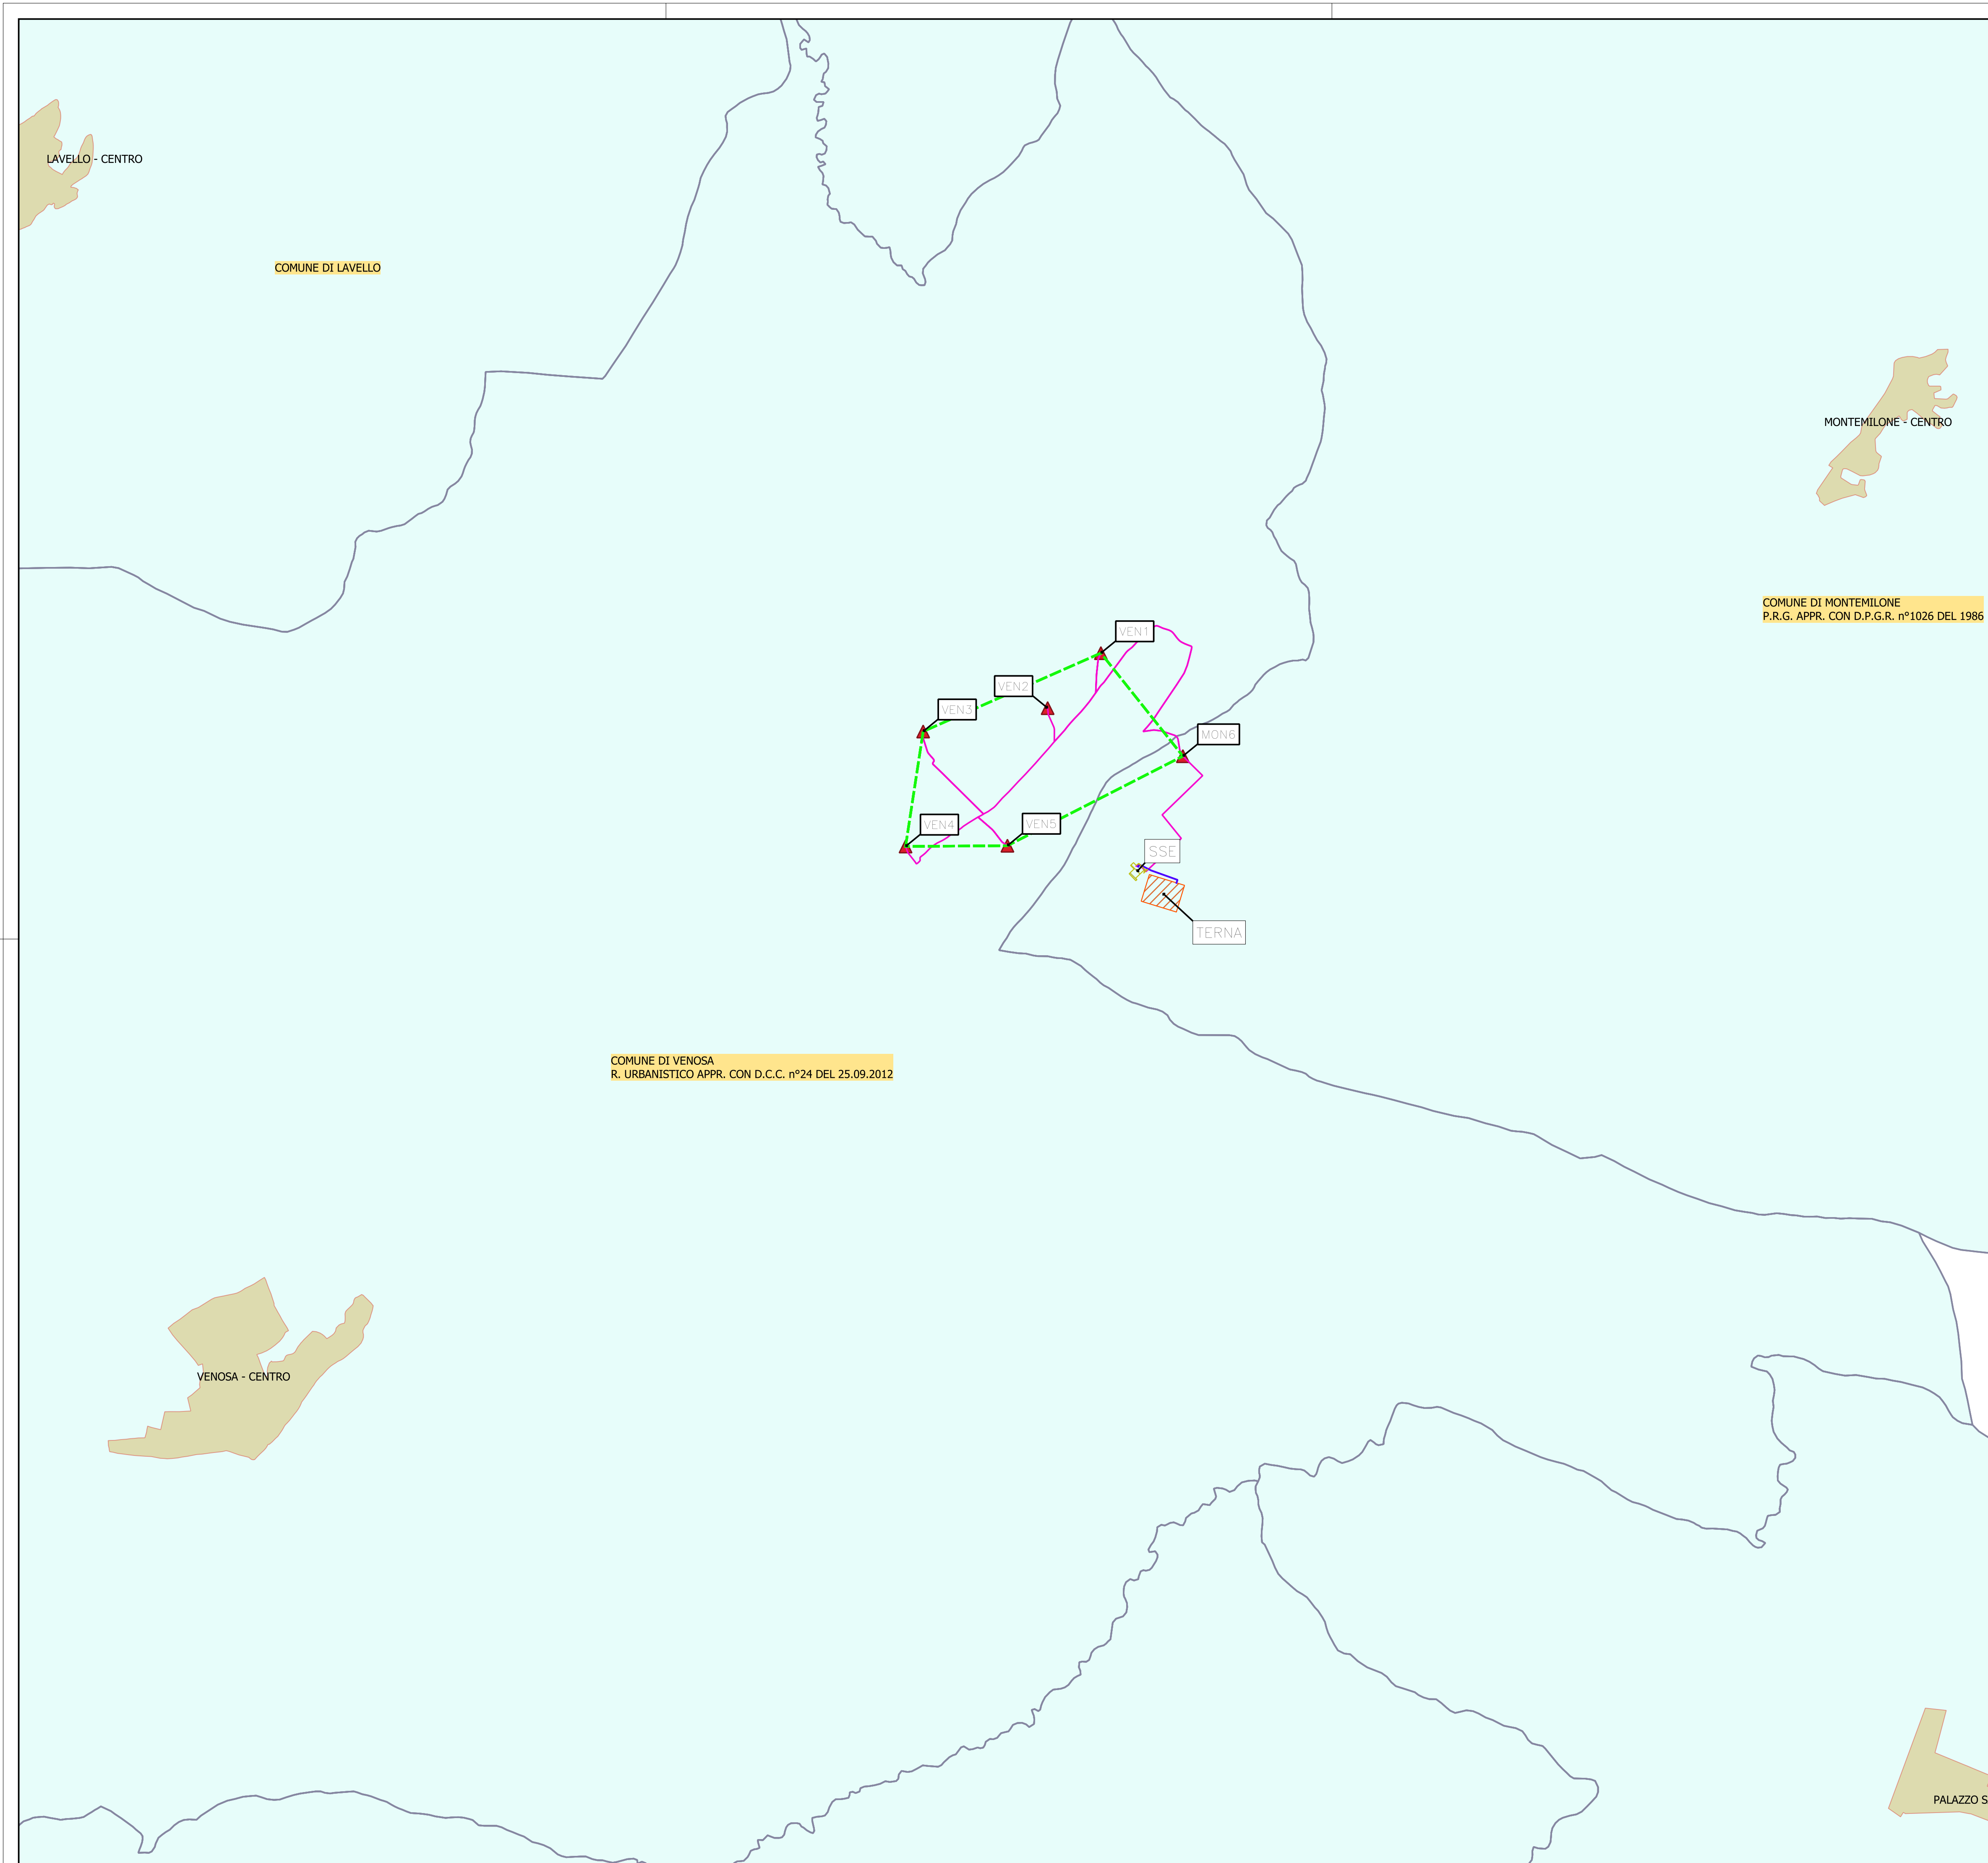 LAVELLO - CENTRO
COMUNE DI LAVELLO
MONTEMILONE - CENTRO
COMUNE DI MONTEMILONE
P.R.G. APPR. CON D.P.G.R. n°1026 DEL 1986
VEN1
VEN2
VEN3
MON6
VEN4
VEN5
SSE
TERNA
COMUNE DI VENOSA
R. URBANISTICO APPR. CON D.C.C. n°24 DEL 25.09.2012
VENOSA - CENTRO
PALAZZO S